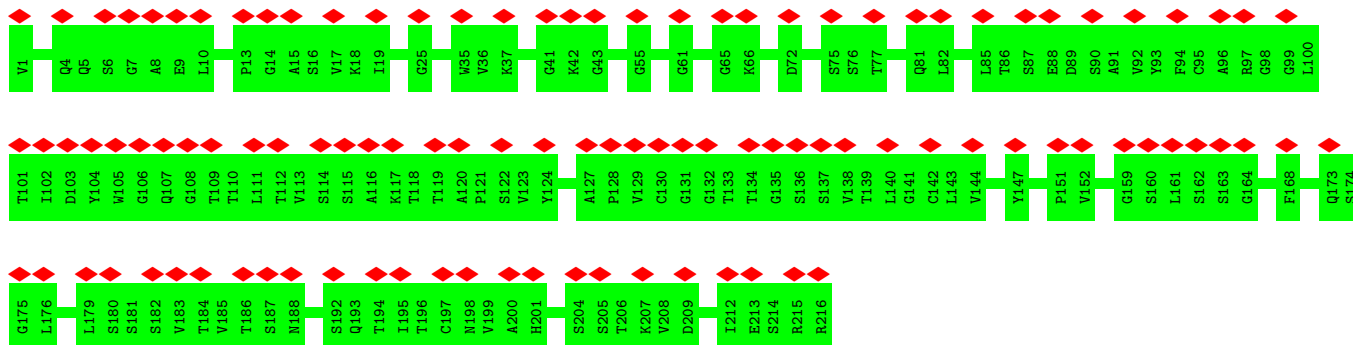 V1 Q4 Q5 S6 G7 A8 E9 L10 P13 G14 A15 S16 V17 K18 I19 G25 W35 V36 K37 G41 K42 G43 G55 G61 G65 K66 D72 S75 S76 T77 Q81 L82 L85 T86 S87 E88 D89 S90 A91 V92 Y93 F94 C95 A96 R97 G98 G99 L100
T101 I102 D103 Y104 W105 G106 Q107 G108 T109 T110 L111 T112 V113 S114 S115 A116 K117 T118 T119 A120 P121 S122 V123 Y124 A127 P128 V129 C130 G131 G132 T133 T134 G135 S136 S137 V138 T139 L140 G141 C142 L143 V144 Y147 P151 V152 G159 S160 L161 S162 S163 G164 F168 Q173 S174
G175 L176 L179 S180 S181 S182 V183 T184 V185 T186 S187 N188 S192 Q193 T194 I195 T196 C197 N198 V199 A200 H201 S204 S205 T206 K207 V208 D209 I212 E213 S214 R215 R216